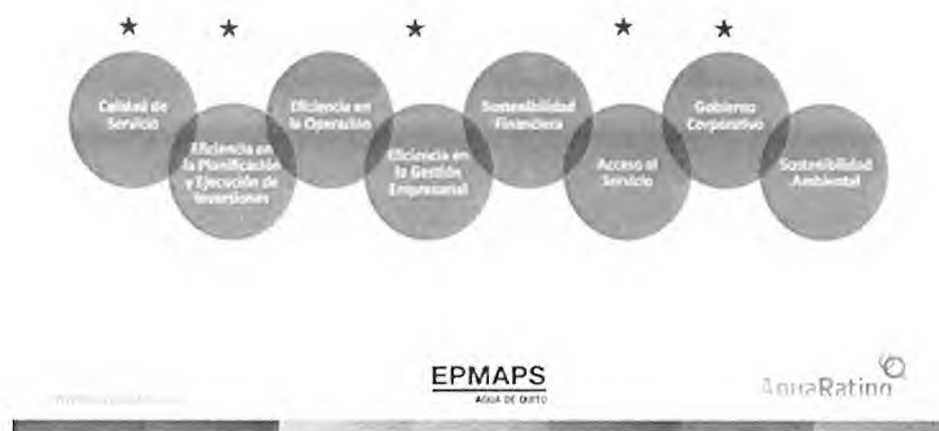 Calidad de
Servicio
Eficiencia en
la Planificación
y Ejecución de
Inversiones
Eficiencia en
la Operación
Eficiencia en
la Gestión
Empresarial
Sostenibilidad
Financiera
Acceso al
Servicio
Gobierno
Corporativo
Sostenibilidad
Ambiental
EPMAPS
AGUA DE QUITO
AquaRating